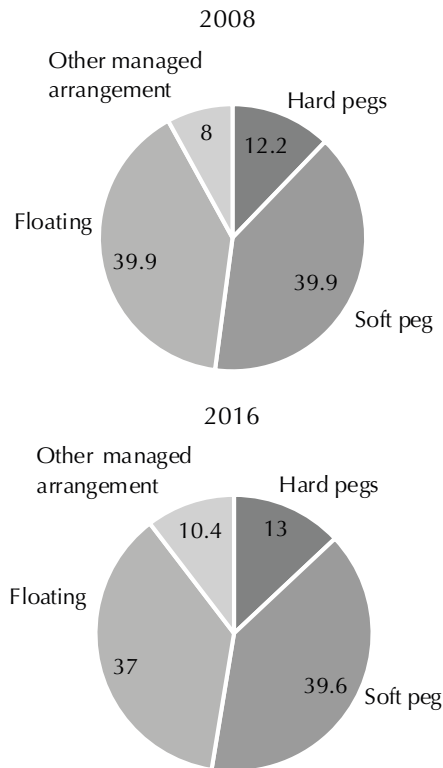 2008
Other managed
arrangement
Hard pegs
8
12.2
Floating
39.9
39.9
Soft peg
2016
Other managed
arrangement
Hard pegs
10.4
13
Floating
37
39.6
Soft peg